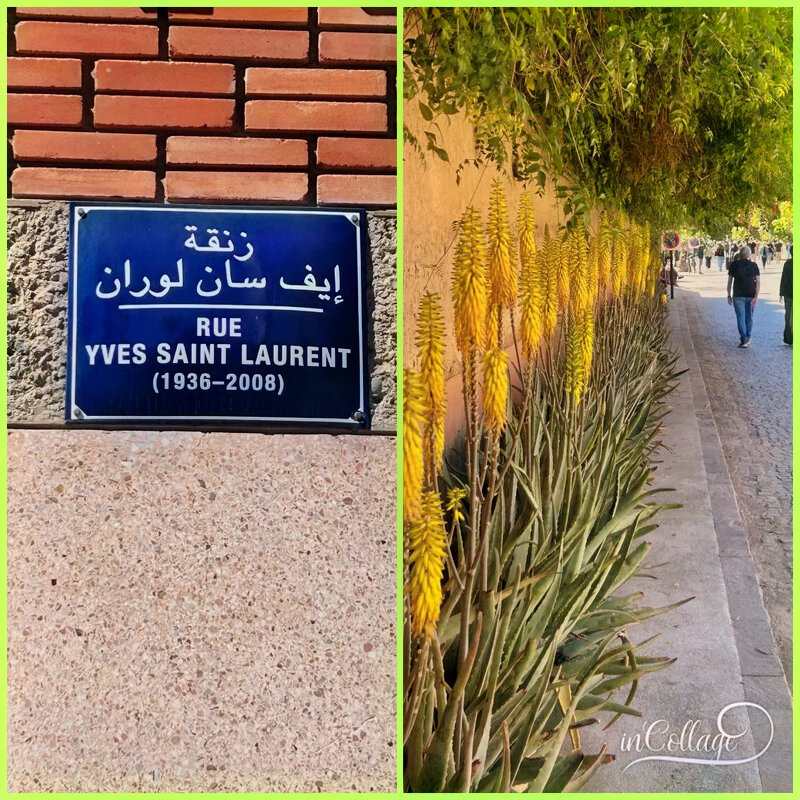 زنقة
إيف سان لوران
RUE
YVES SAINT LAURENT
(1936–2008)
inCollage